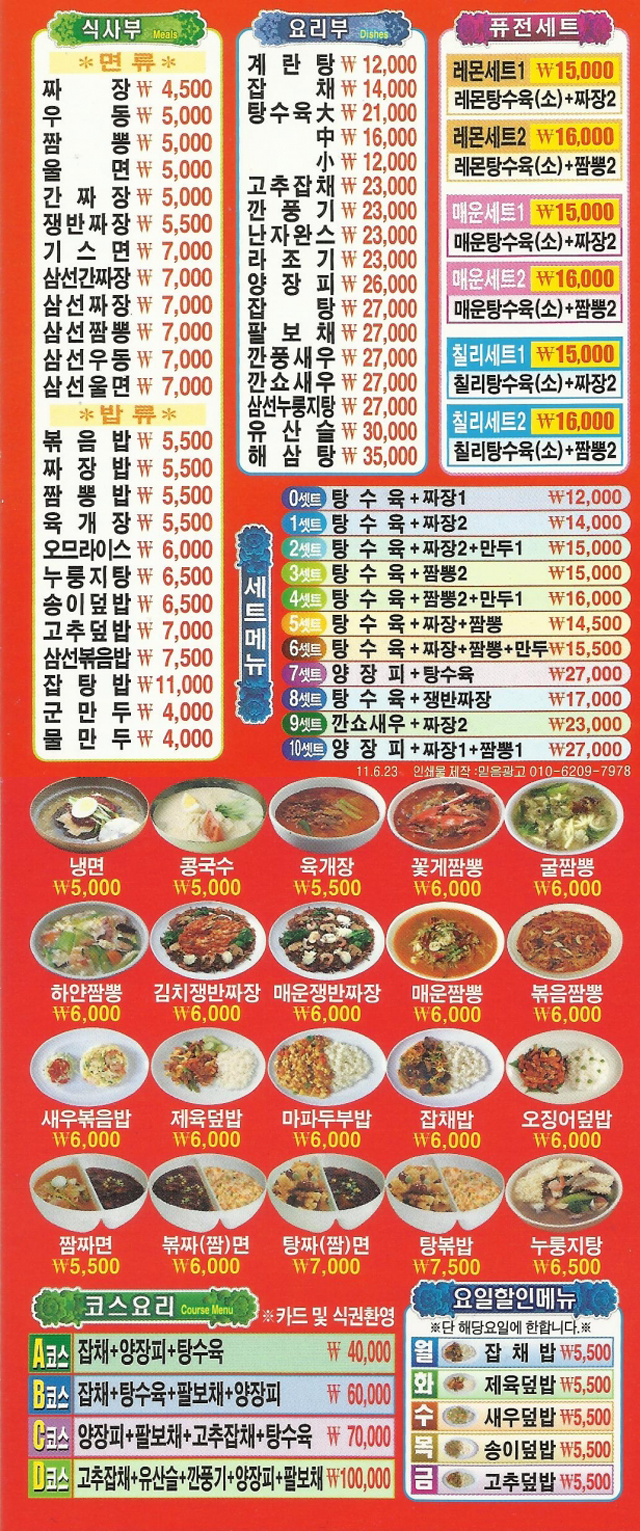 식사부 Meals
*면 류*
짜 장 ₩ 4,500
우 동 ₩ 5,000
짬 뽕 ₩ 5,000
울 면 ₩ 5,000
간 짜 장 ₩ 5,000
쟁반짜장 ₩ 5,500
기 스 면 ₩ 7,000
삼선간짜장 ₩ 7,000
삼선짜장 ₩ 7,000
삼선짬뽕 ₩ 7,000
삼선우동 ₩ 7,000
삼선울면 ₩ 7,000
*밥 류*
볶 음 밥 ₩ 5,500
짜 장 밥 ₩ 5,500
짬 뽕 밥 ₩ 5,500
육 개 장 ₩ 5,500
오므라이스 ₩ 6,000
누룽지탕 ₩ 6,500
송이덮밥 ₩ 6,500
고추덮밥 ₩ 7,000
삼선볶음밥 ₩ 7,500
잡 탕 밥 ₩11,000
군 만 두 ₩ 4,000
물 만 두 ₩ 4,000
요리부 Dishes
계 란 탕 ₩ 12,000
잡 채 ₩ 14,000
탕수육 大 ₩ 21,000
中 ₩ 16,000
小 ₩ 12,000
고추잡채 ₩ 23,000
깐 풍 기 ₩ 23,000
난자완스 ₩ 23,000
라 조 기 ₩ 23,000
양 장 피 ₩ 26,000
잡 탕 ₩ 27,000
팔 보 채 ₩ 27,000
깐풍새우 ₩ 27,000
깐쇼새우 ₩ 27,000
삼선누룽지탕 ₩ 27,000
유 산 슬 ₩ 30,000
해 삼 탕 ₩ 35,000
퓨전세트
레몬세트1 ₩15,000
레몬탕수육(소)+짜장2
레몬세트2 ₩16,000
레몬탕수육(소)+짬뽕2
매운세트1 ₩15,000
매운탕수육(소)+짜장2
매운세트2 ₩16,000
매운탕수육(소)+짬뽕2
칠리세트1 ₩15,000
칠리탕수육(소)+짜장2
칠리세트2 ₩16,000
칠리탕수육(소)+짬뽕2
세트메뉴
0셋트 탕 수 육+짜장1 ₩12,000
1셋트 탕 수 육+짜장2 ₩14,000
2셋트 탕 수 육+짜장2+만두1 ₩15,000
3셋트 탕 수 육+짬뽕2 ₩15,000
4셋트 탕 수 육+짬뽕2+만두1 ₩16,000
5셋트 탕 수 육+짜장+짬뽕 ₩14,500
6셋트 탕 수 육+짜장+짬뽕+만두 ₩15,500
7셋트 양 장 피+탕수육 ₩27,000
8셋트 탕 수 육+쟁반짜장 ₩17,000
9셋트 깐쇼새우+짜장2 ₩23,000
10셋트 양 장 피+짜장1+짬뽕1 ₩27,000
11.6.23 인쇄물 제작 :믿음광고 010-6209-7978
냉면 콩국수 육개장 꽃게짬뽕 굴짬뽕
₩5,000 ₩5,000 ₩5,500 ₩6,000 ₩6,000
하얀짬뽕 김치쟁반짜장 매운쟁반짜장 매운짬뽕 볶음짬뽕
₩6,000 ₩6,000 ₩6,000 ₩6,000 ₩6,000
새우볶음밥 제육덮밥 마파두부밥 잡채밥 오징어덮밥
₩6,000 ₩6,000 ₩6,000 ₩6,000 ₩6,000
짬짜면 볶짜(짬)면 탕짜(짬)면 탕볶밥 누룽지탕
₩5,500 ₩6,000 ₩7,000 ₩7,500 ₩6,500
코스요리 Course Menu
※카드 및 식권환영
A코스 잡채+양장피+탕수육 ₩ 40,000
B코스 잡채+탕수육+팔보채+양장피 ₩ 60,000
C코스 양장피+팔보채+고추잡채+탕수육 ₩ 70,000
D코스 고추잡채+유산슬+깐풍기+양장피+팔보채 ₩100,000
요일할인메뉴
※단 해당요일에 한합니다.※
월 잡 채 밥 ₩5,500
화 제육덮밥 ₩5,500
수 새우덮밥 ₩5,500
목 송이덮밥 ₩5,500
금 고추덮밥 ₩5,500